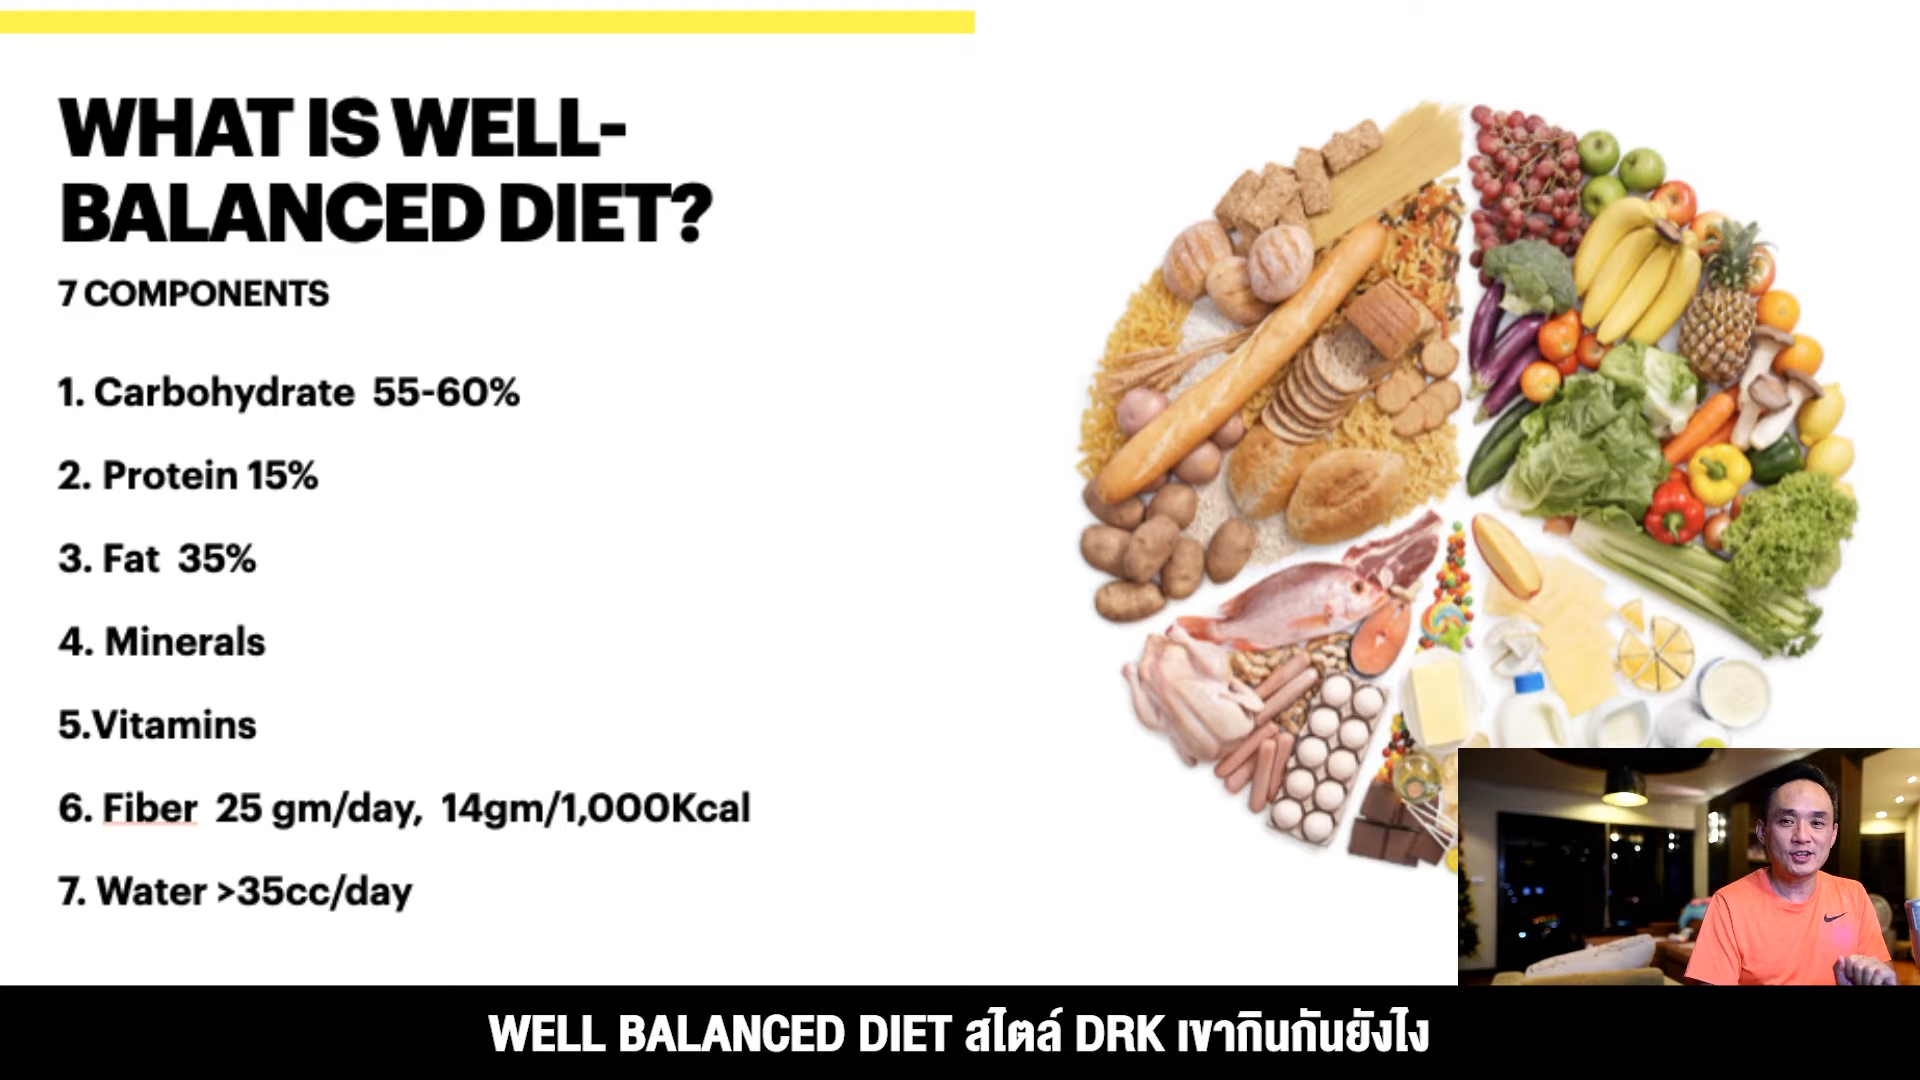 WHAT IS WELL-
BALANCED DIET?
7 COMPONENTS
1. Carbohydrate  55-60%
2. Protein 15%
3. Fat  35%
4. Minerals
5.Vitamins
6. Fiber  25 gm/day,  14gm/1,000Kcal
7. Water >35cc/day
WELL BALANCED DIET สไตล์ DRK เขากินกันยังไง